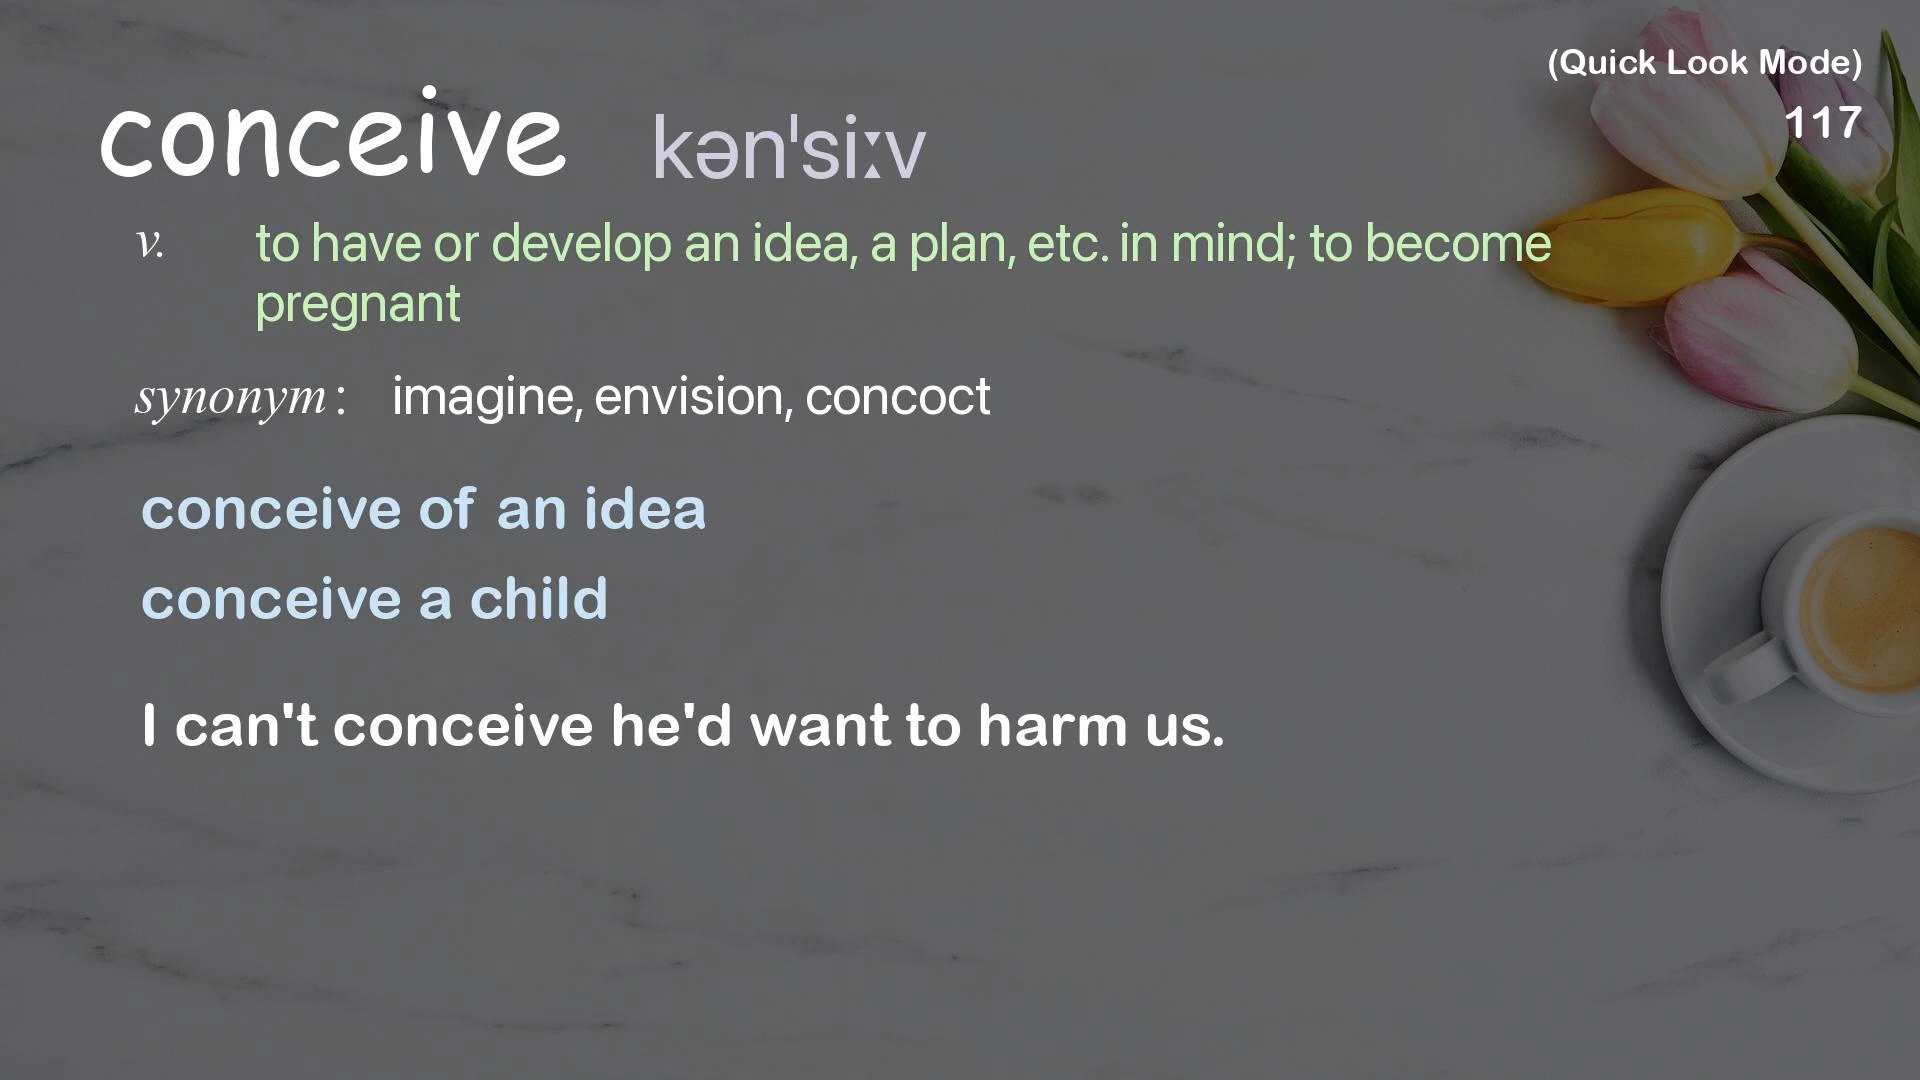 (Quick Look Mode)
117
conceive kən'siːv
v. to have or develop an idea, a plan, etc. in mind; to become
pregnant
synonym : imagine, envision, concoct
conceive of an idea
conceive a child
I can't conceive he'd want to harm us.